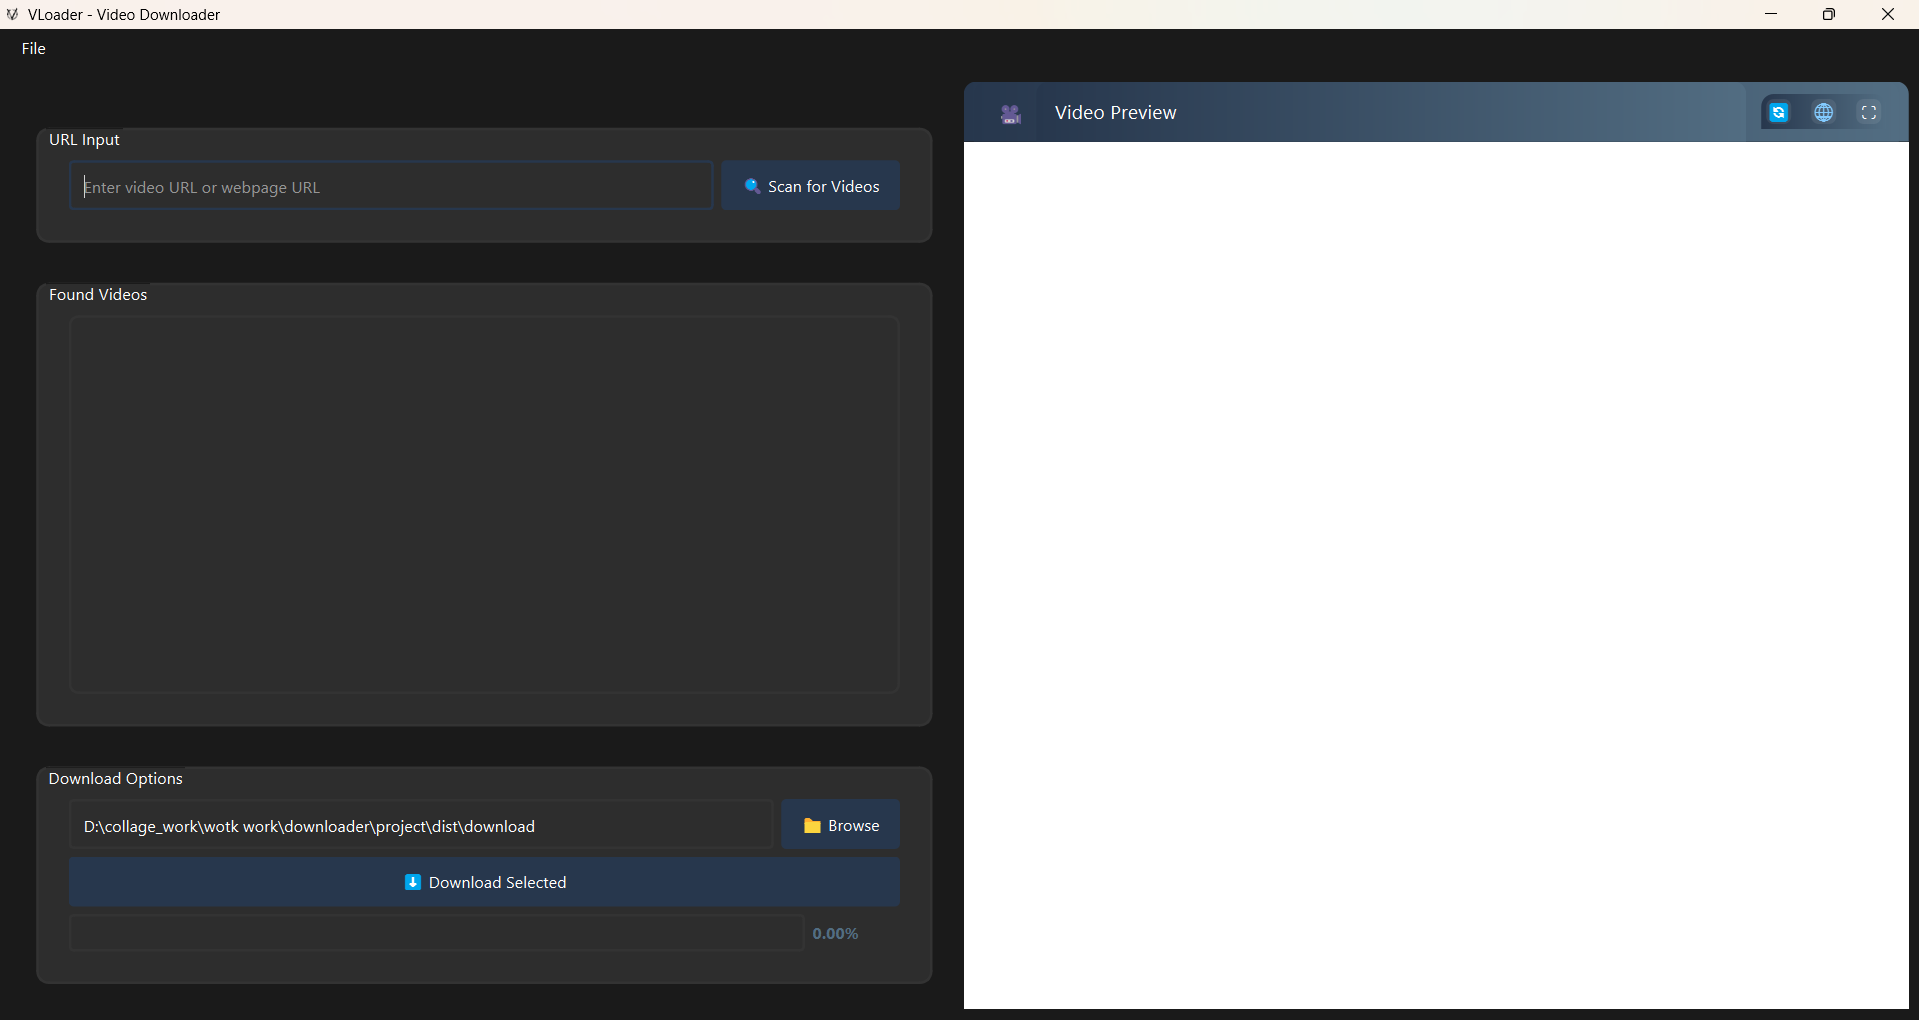 VLoader - Video Downloader
File
URL Input
Enter video URL or webpage URL
Scan for Videos
Found Videos
Download Options
D:\collage_work\wotk work\downloader\project\dist\download
Browse
Download Selected
0.00%
Video Preview